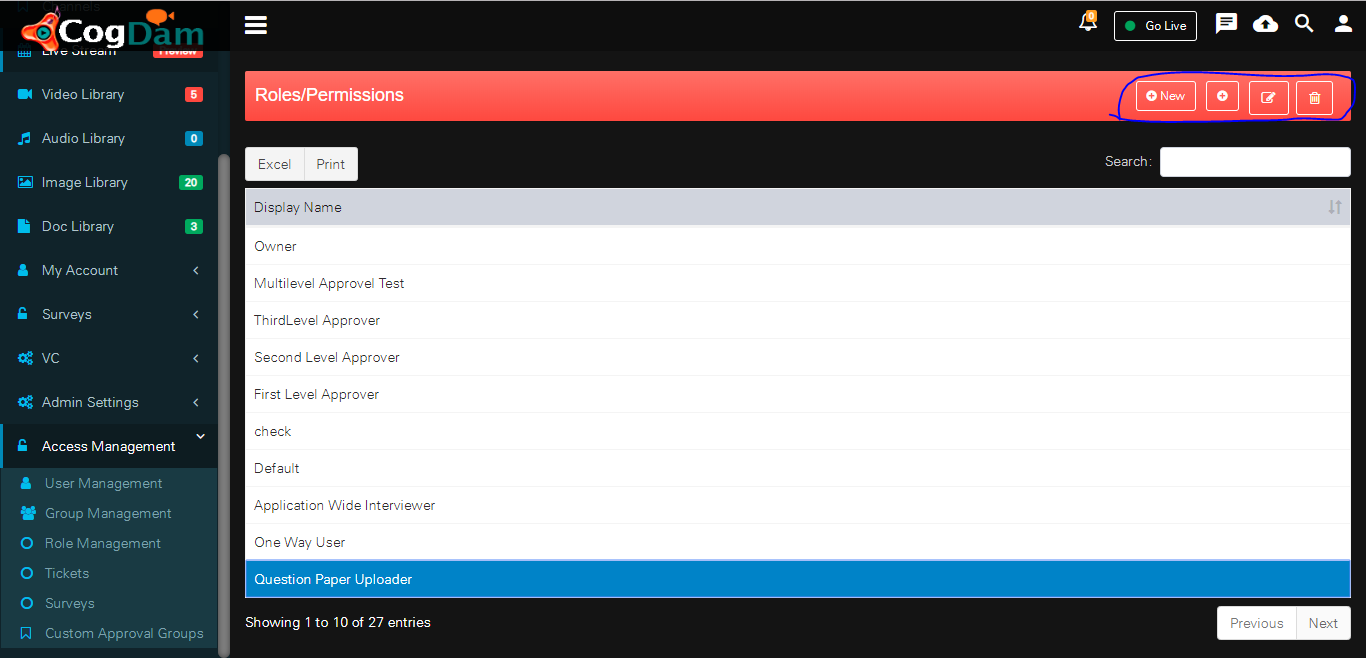 Channels
CogDam
0
Go Live
Live Stream Preview
Video Library 5
Audio Library 0
Image Library 20
Doc Library 3
My Account
Surveys
VC
Admin Settings
Access Management
User Management
Group Management
Role Management
Tickets
Surveys
Custom Approval Groups
Roles/Permissions
New
Excel Print
Search:
Display Name
Owner
Multilevel Approvel Test
ThirdLevel Approver
Second Level Approver
First Level Approver
check
Default
Application Wide Interviewer
One Way User
Question Paper Uploader
Showing 1 to 10 of 27 entries
Previous Next